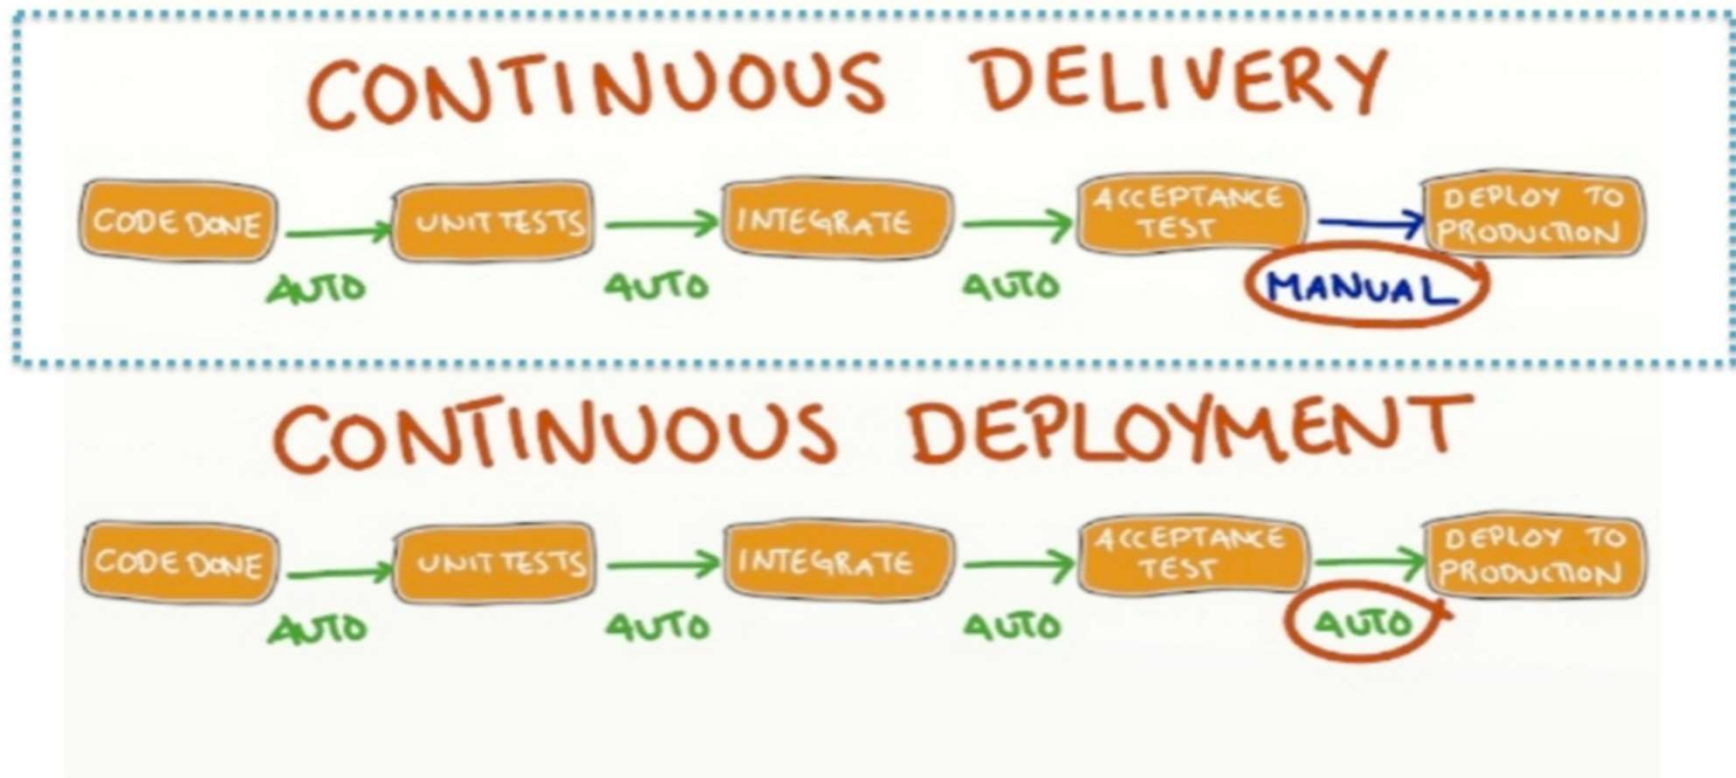 CONTINUOUS DELIVERY
CODE DONE
UNIT TESTS
INTEGRATE
ACCEPTANCE
TEST
DEPLOY TO
PRODUCTION
AUTO
AUTO
AUTO
MANUAL
CONTINUOUS DEPLOYMENT
CODE DONE
UNIT TESTS
INTEGRATE
ACCEPTANCE
TEST
DEPLOY TO
PRODUCTION
AUTO
AUTO
AUTO
AUTO